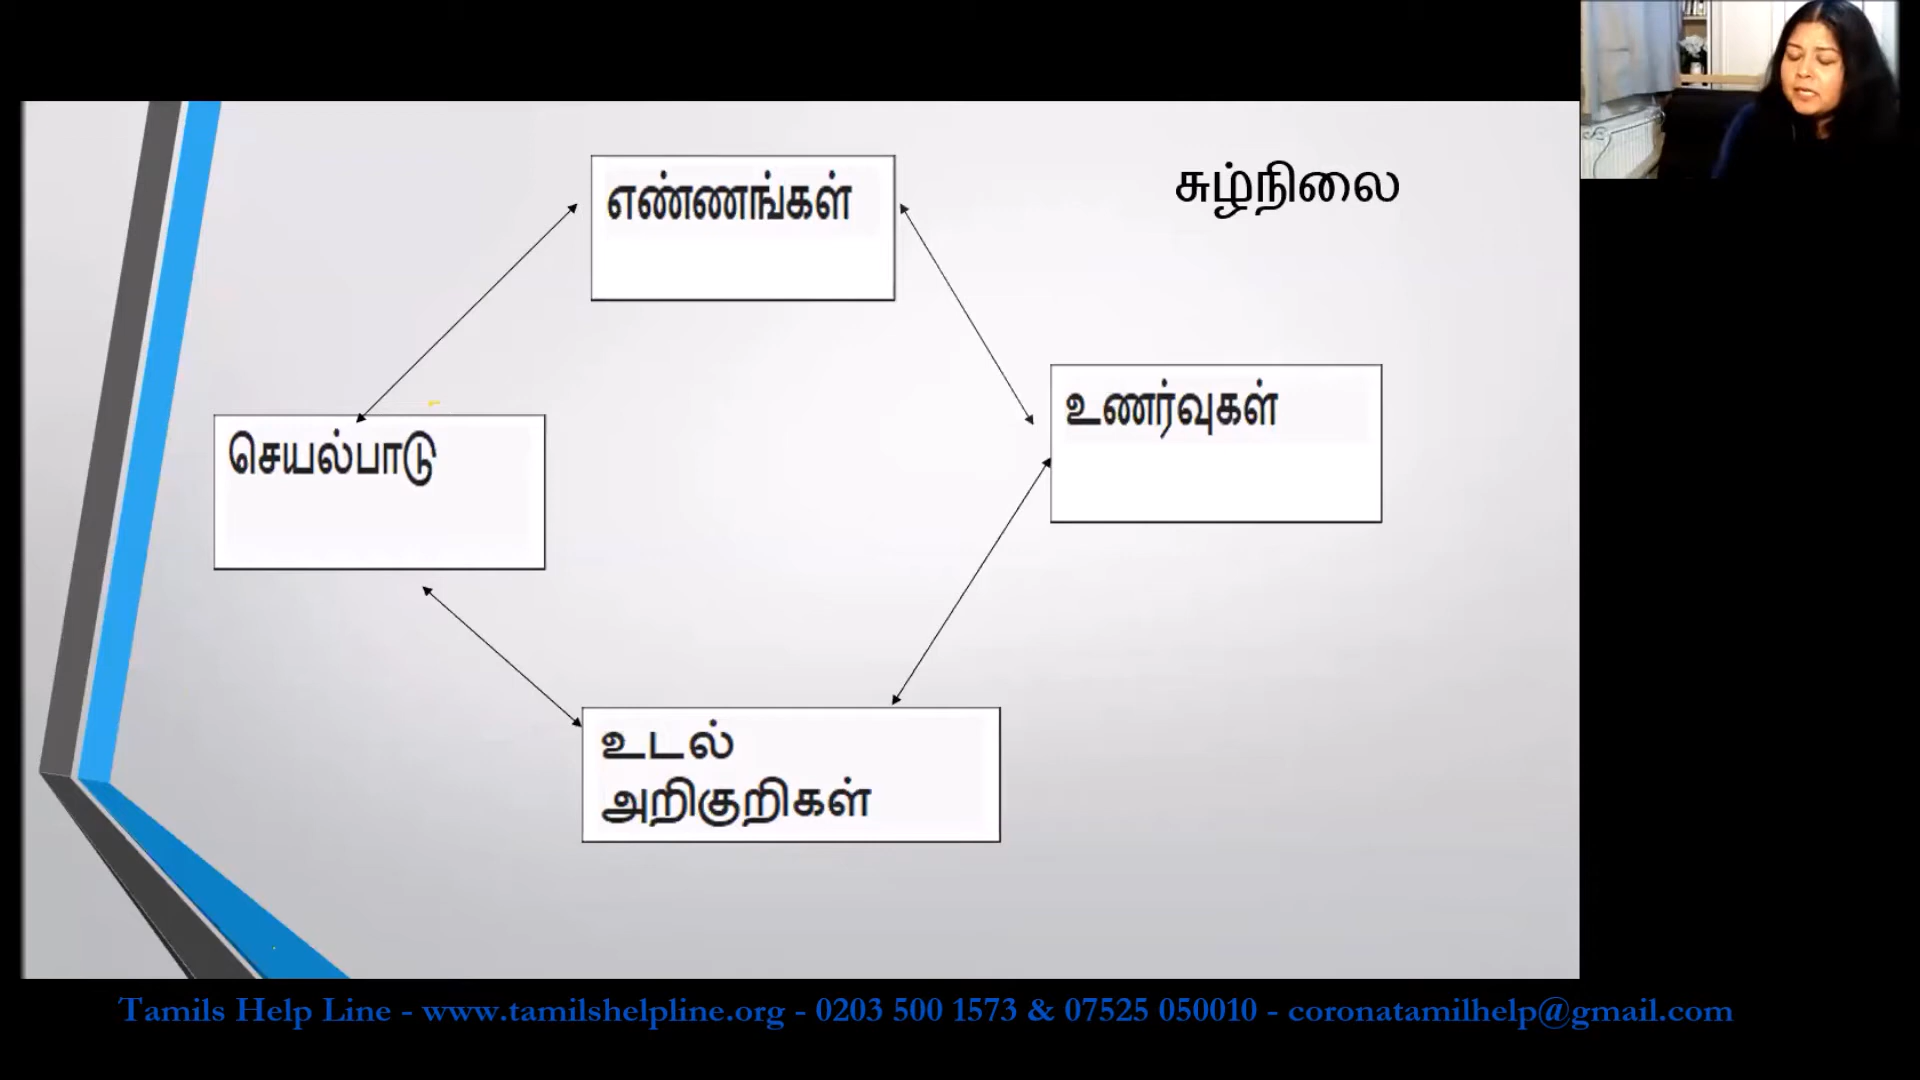 எண்ணங்கள்
சுழ்நிலை
உணர்வுகள்
செயல்பாடு
உடல்
அறிகுறிகள்
Tamils Help Line - www.tamilshelpline.org - 0203 500 1573 & 07525 050010 - coronatamilhelp@gmail.com